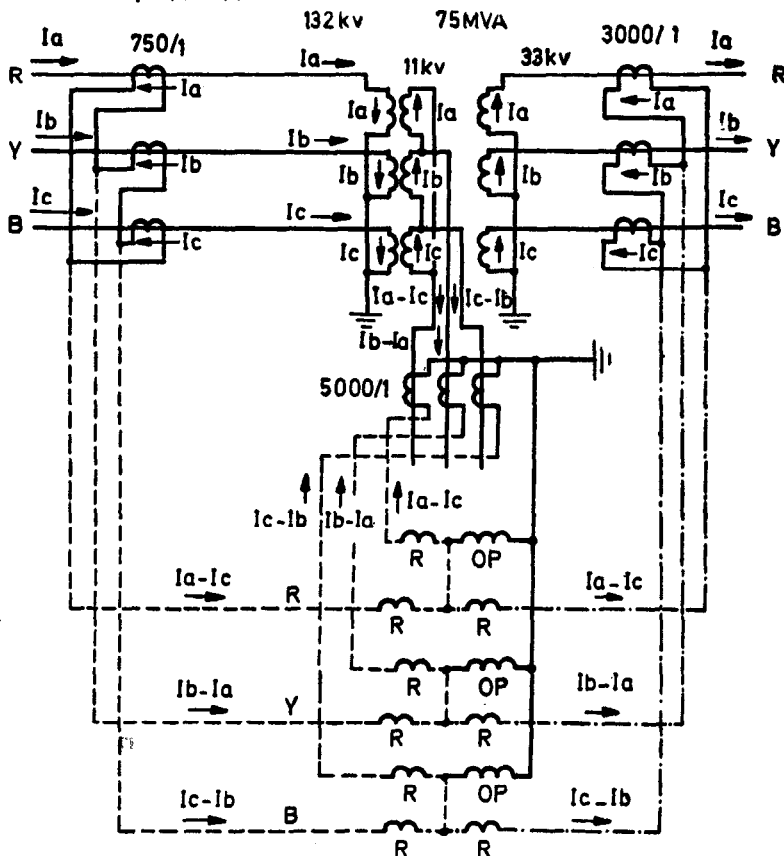 132kv 75MVA
Ia 750/1 Ia 11kv 33kv 3000/1 Ia
R Ia Ia Ia Ia Ia R
Ib Ib Ib
Y Ib Ib Ib Ib Ib Y
Ic Ic Ic
B Ic Ic Ic Ic Ic B
Ia-Ic Ic-Ib
Ib-Ia
5000/1
Ic-Ib Ib-Ia Ia-Ic
R OP
Ia-Ic R Ia-Ic
R R
R OP
Ib-Ia Y Ib-Ia
R R
R OP
Ic-Ib B Ic-Ib
R R